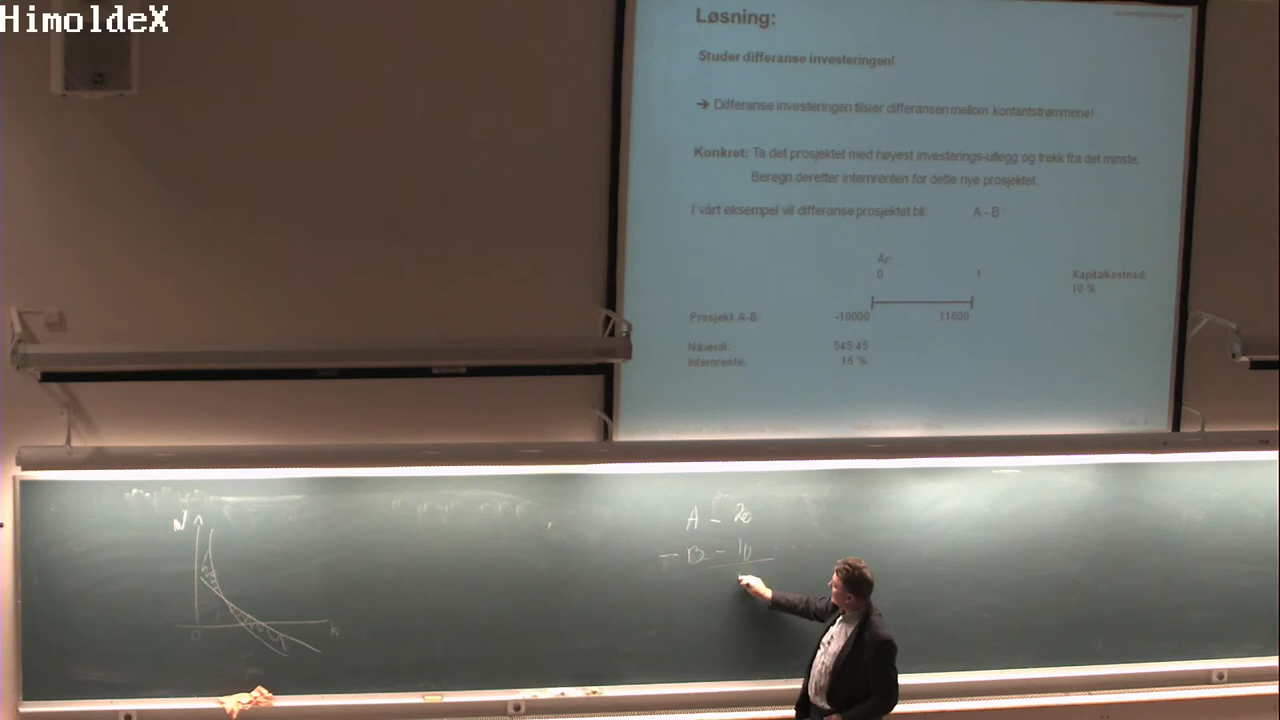 HimoldeX
Løsning:
Studer differanse investeringen!
➔ Differanse investeringen tilsier differansen mellom kontantstrømmene!
Konkret: Ta det prosjektet med høyest investerings-utlegg og trekk fra det minste.
Beregn deretter internrenten for dette nye prosjektet.
I vårt eksempel vil differanse prosjektet bli: A - B
År:
0 1 Kapitalkostnad:
10 %
Prosjekt A-B: -10000 11600
Nåverdi: 545.45
Internrente: 16 %
A - 20
- B - 10
N
0 K